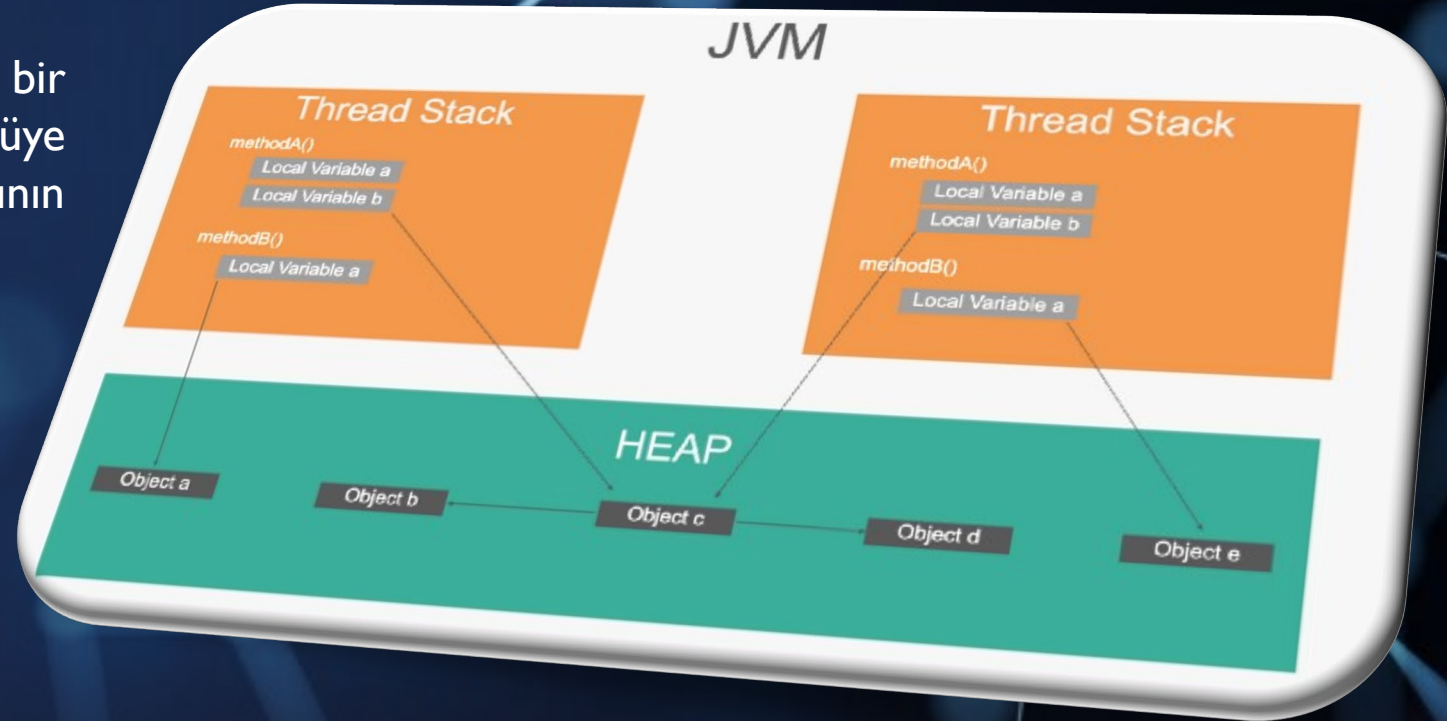 bir
üye
ının
JVM
Thread Stack
methodA()
Local Variable a
Local Variable b
methodB()
Local Variable a
Thread Stack
methodA()
Local Variable a
Local Variable b
methodB()
Local Variable a
HEAP
Object a
Object b
Object c
Object d
Object e